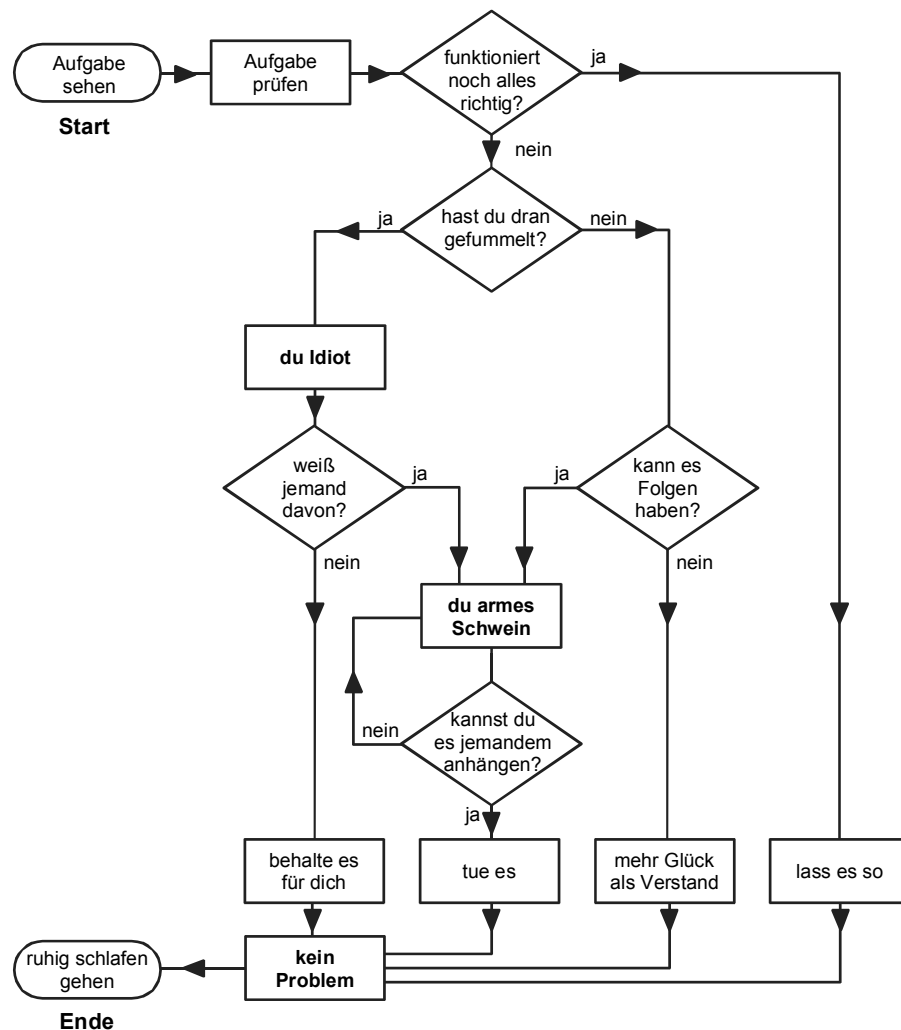 Aufgabe
sehen
Start
Aufgabe
prüfen
funktioniert
noch alles
richtig?
ja
nein
hast du dran
gefummelt?
ja
nein
du Idiot
weiß
jemand
davon?
ja
nein
kann es
Folgen
haben?
ja
nein
du armes
Schwein
kannst du
es jemandem
anhängen?
nein
ja
behalte es
für dich
tue es
mehr Glück
als Verstand
lass es so
kein
Problem
ruhig schlafen
gehen
Ende